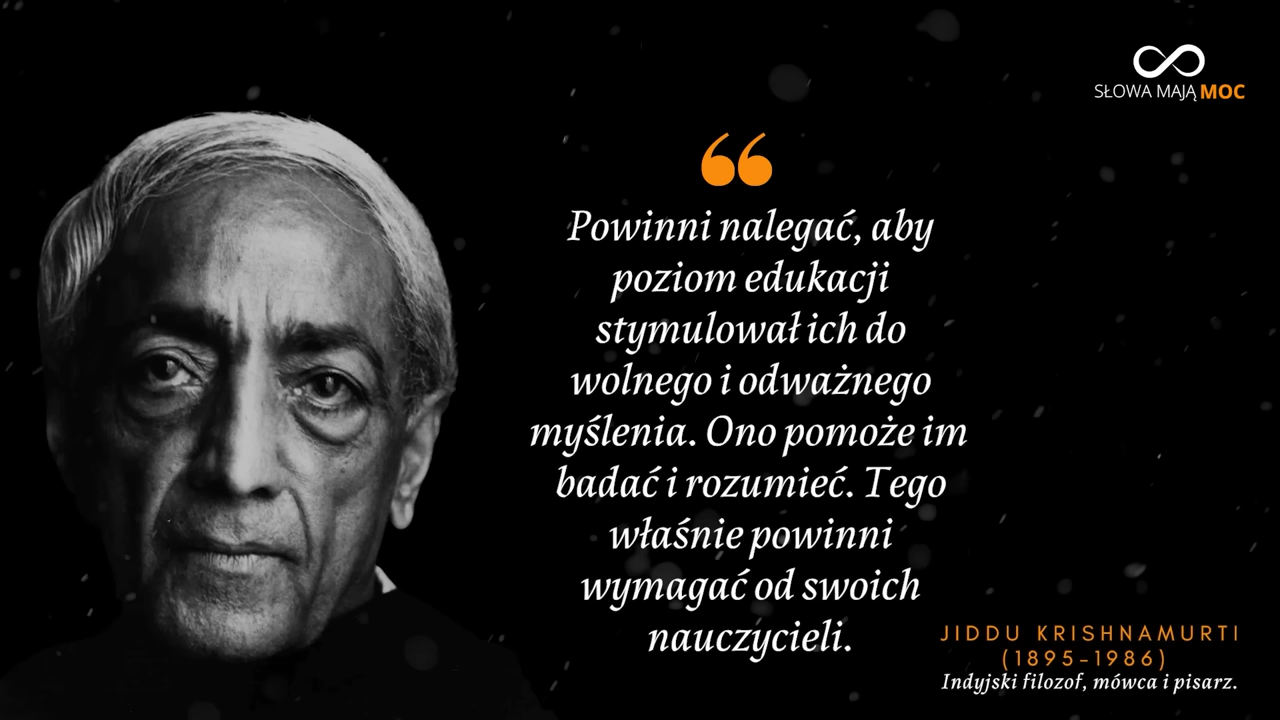 SŁOWA MAJĄ MOC
Powinni nalegać, aby
poziom edukacji
stymulował ich do
wolnego i odważnego
myślenia. Ono pomoże im
badać i rozumieć. Tego
właśnie powinni
wymagać od swoich
nauczycieli.
JIDDU KRISHNAMURTI
(1895-1986)
Indyjski filozof, mówca i pisarz.